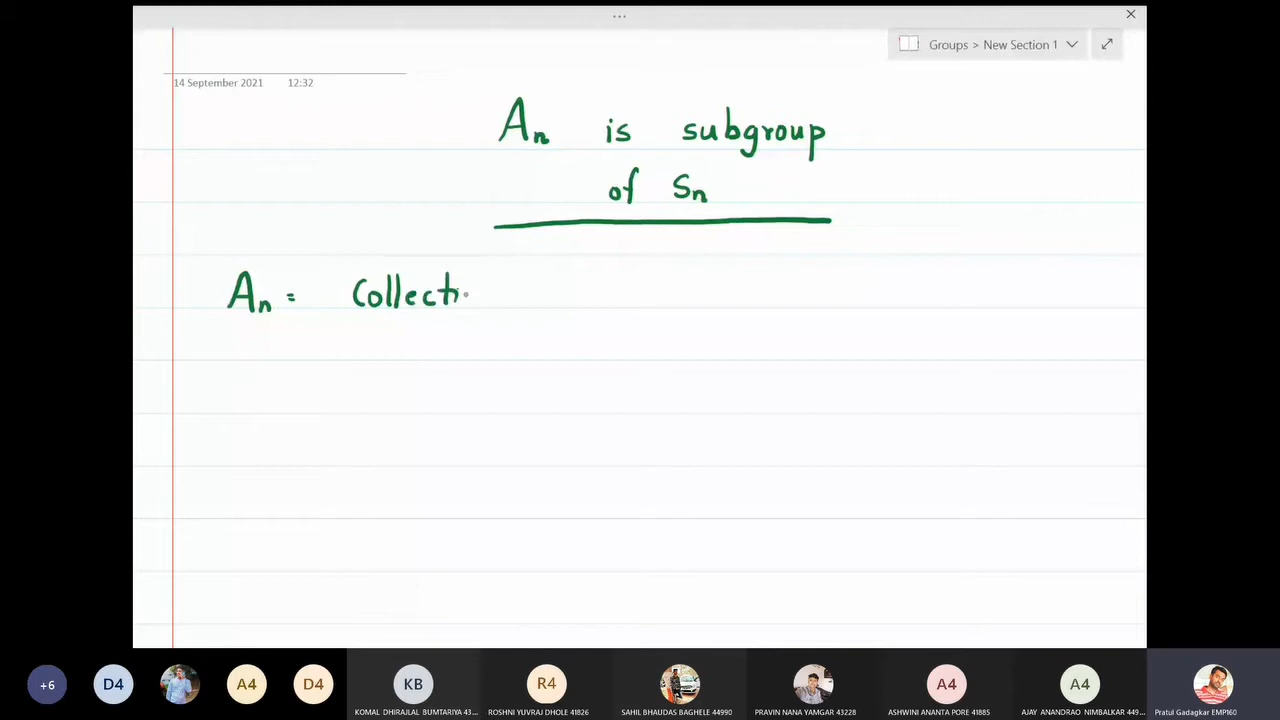 Groups > New Section 1
14 September 2021 12:32
An is subgroup
of Sn
An = Collecti
+6
D4
A4
D4
KB
R4
A4
A4
KOMAL DHIRAJLAL BUMTARIYA 43...
ROSHNI YUVRAJ DHOLE 41826
SAHIL BHAUDAS BAGHELE 44990
PRAVIN NANA YAMGAR 43228
ASHWINI ANANTA PORE 41885
AJAY ANANDRAO NIMBALKAR 449...
Pratul Gadagkar EMP160